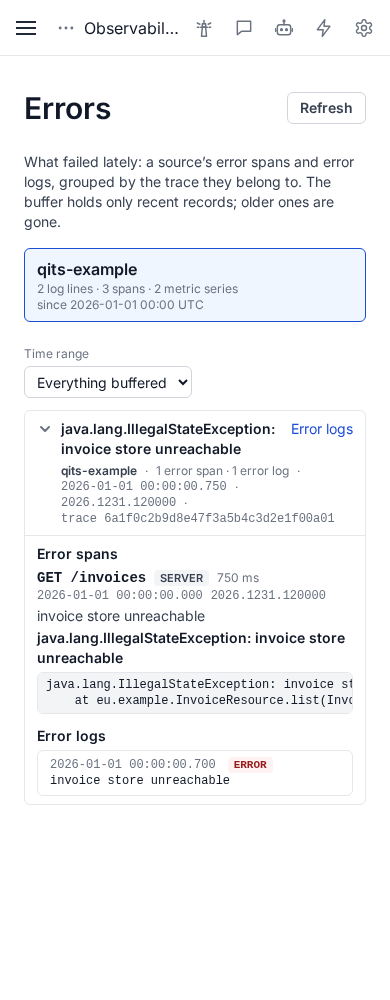 Observabil…
Errors
Refresh
What failed lately: a source’s error spans and error
logs, grouped by the trace they belong to. The
buffer holds only recent records; older ones are
gone.
qits-example
2 log lines · 3 spans · 2 metric series
since 2026-01-01 00:00 UTC
Time range
Everything buffered
java.lang.IllegalStateException: Error logs
invoice store unreachable
qits-example · 1 error span · 1 error log ·
2026-01-01 00:00:00.750 ·
2026.1231.120000 ·
trace 6a1f0c2b9d8e47f3a5b4c3d2e1f00a01
Error spans
GET /invoices SERVER 750 ms
2026-01-01 00:00:00.000 2026.1231.120000
invoice store unreachable
java.lang.IllegalStateException: invoice store
unreachable
java.lang.IllegalStateException: invoice st
at eu.example.InvoiceResource.list(Invo
Error logs
2026-01-01 00:00:00.700 ERROR
invoice store unreachable